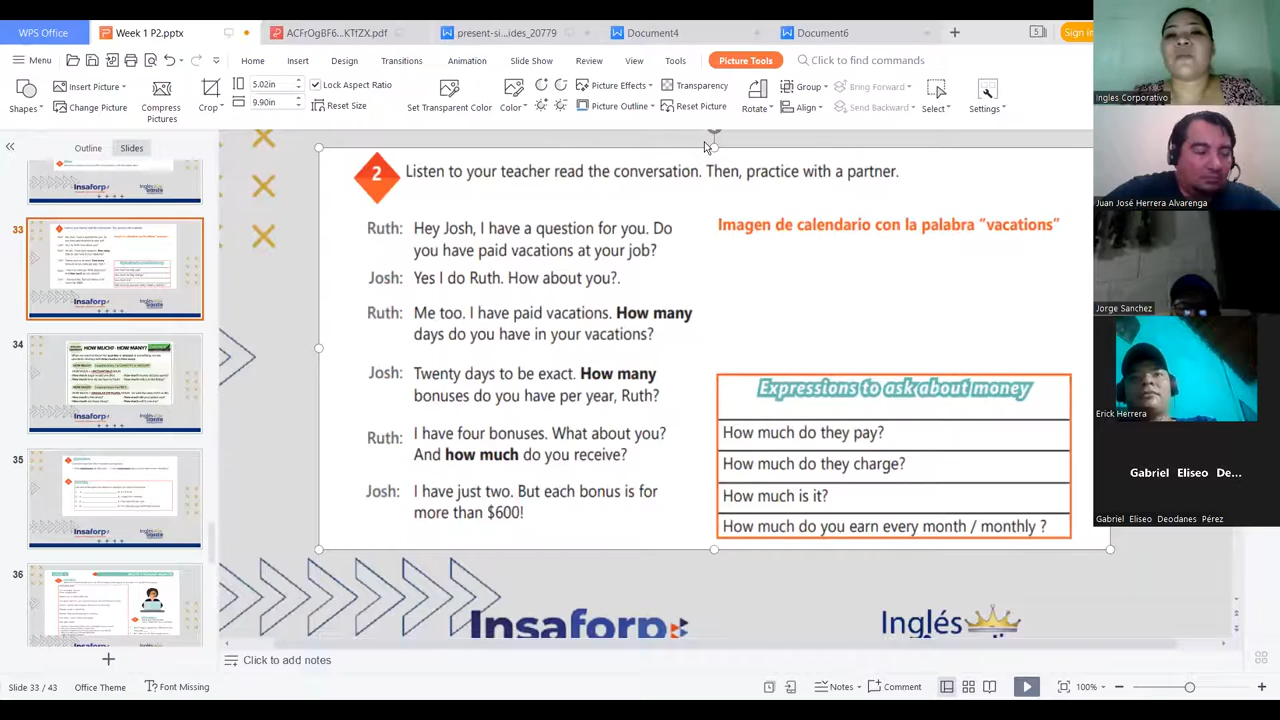 WPS Office
Week 1 P2.pptx
ACFrOgBF6...KTfZX.pdf
present-si...ides_20779
Document4
Document6
5
Sign in
Menu
Home
Insert
Design
Transitions
Animation
Slide Show
Review
View
Tools
Picture Tools
Click to find commands
Shapes
Insert Picture
Change Picture
Compress
Pictures
Crop
5.02in
9.90in
Lock Aspect Ratio
Reset Size
Set Transparent Color
Color
Picture Effects
Picture Outline
Transparency
Reset Picture
Rotate
Group
Align
Bring Forward
Send Backward
Select
Settings
Outline
Slides
33
34
HOW MUCH? - HOW MANY?
35
36
Insaforp
2
Listen to your teacher read the conversation. Then, practice with a partner.
Ruth: Hey Josh, I have a question for you. Do
you have paid vacations at your job?
Josh: Yes I do Ruth. How about you?.
Ruth: Me too. I have paid vacations. How many
days do you have in your vacations?
Josh: Twenty days to be exact. How many
bonuses do you have per year, Ruth?
Ruth: I have four bonuses. What about you?
And how much do you receive?
Josh: I have just two. But each bonus is for
more than $600!
Imagen de calendario con la palabra “vacations”
Expressions to ask about money
How much do they pay?
How much do they charge?
How much is it?
How much do you earn every month / monthly ?
Insaforp
Inglés
Click to add notes
Slide 33 / 43
Office Theme
Font Missing
Notes
Comment
100%
Ingles Corporativo
Juan José Herrera Alvarenga
Jorge Sanchez
Erick Herrera
Gabriel Eliseo De...
Gabriel Eliseo Deodanes Pérez